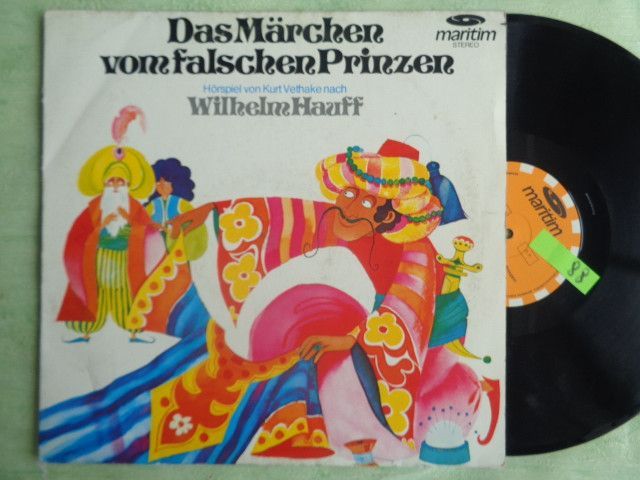 Das Märchen
vom falschen Prinzen
Hörspiel von Kurt Vethake nach
Wilhelm Hauff
maritim
STEREO
maritim
83